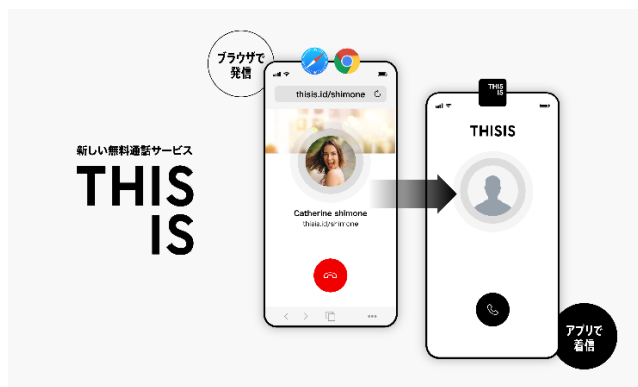 ブラウザで
発信
thisis.id/shimone
THIS
IS
THISIS
新しい無料通話サービス
THIS
IS
Catherine shimone
thisis.id/shimone
アプリで
着信